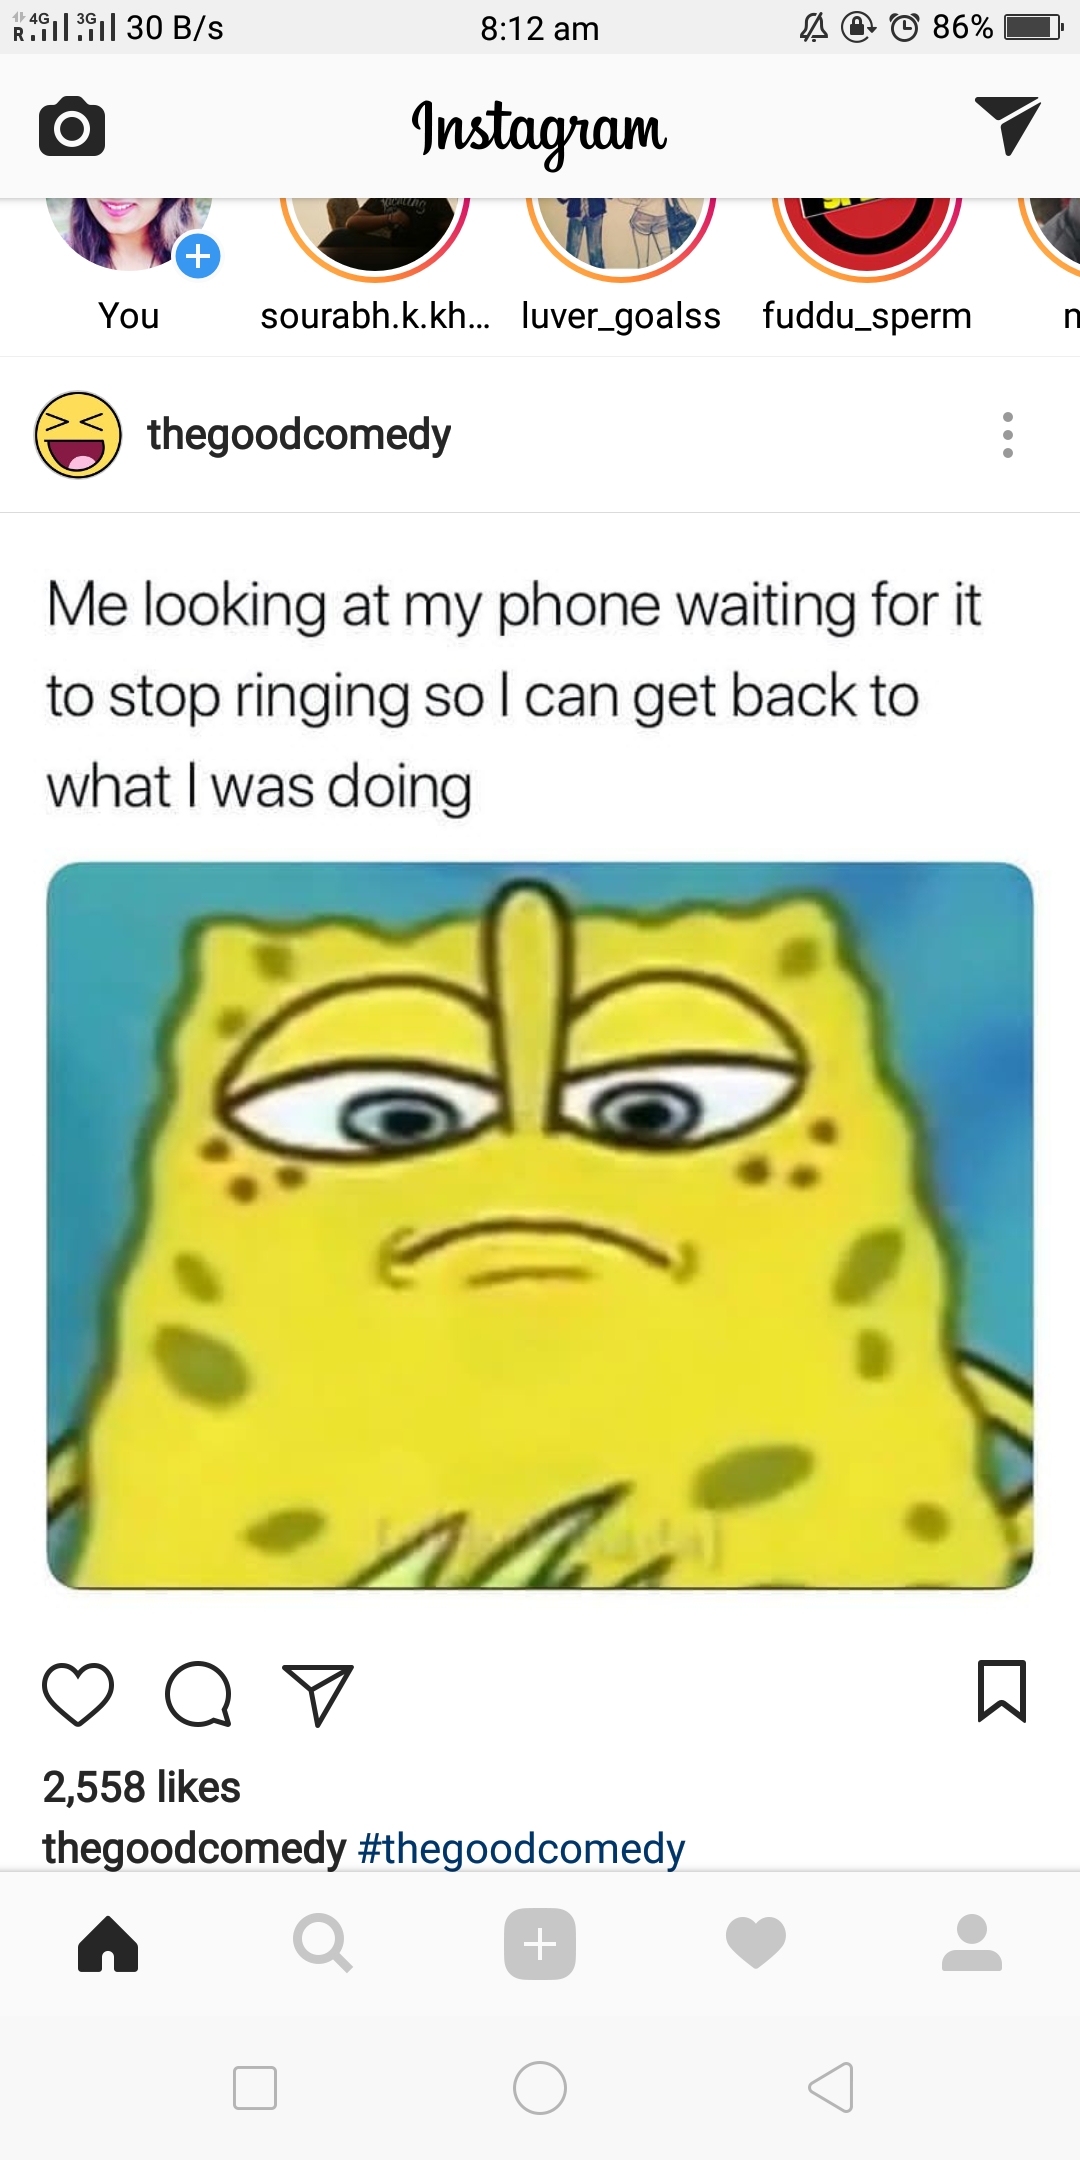 4G 3G R 30 B/s 8:12 am 86%
Instagram
You sourabh.k.kh... luver_goalss fuddu_sperm
thegoodcomedy
Me looking at my phone waiting for it
to stop ringing so I can get back to
what I was doing
2,558 likes
thegoodcomedy #thegoodcomedy